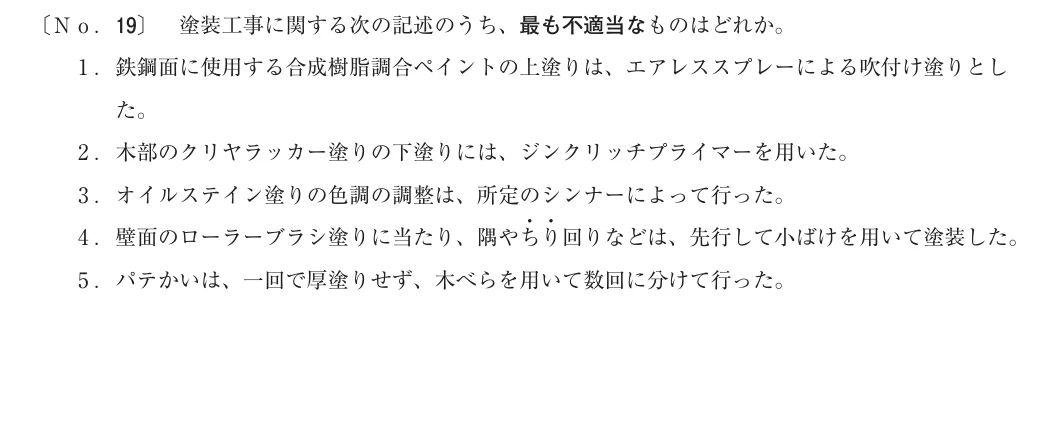 〔Ｎｏ．19〕　塗装工事に関する次の記述のうち、最も不適当なものはどれか。
１．鉄鋼面に使用する合成樹脂調合ペイントの上塗りは、エアレススプレーによる吹付け塗りとし
た。
２．木部のクリヤラッカー塗りの下塗りには、ジンクリッチプライマーを用いた。
３．オイルステイン塗りの色調の調整は、所定のシンナーによって行った。
４．壁面のローラーブラシ塗りに当たり、隅やちり回りなどは、先行して小ばけを用いて塗装した。
５．パテかいは、一回で厚塗りせず、木べらを用いて数回に分けて行った。